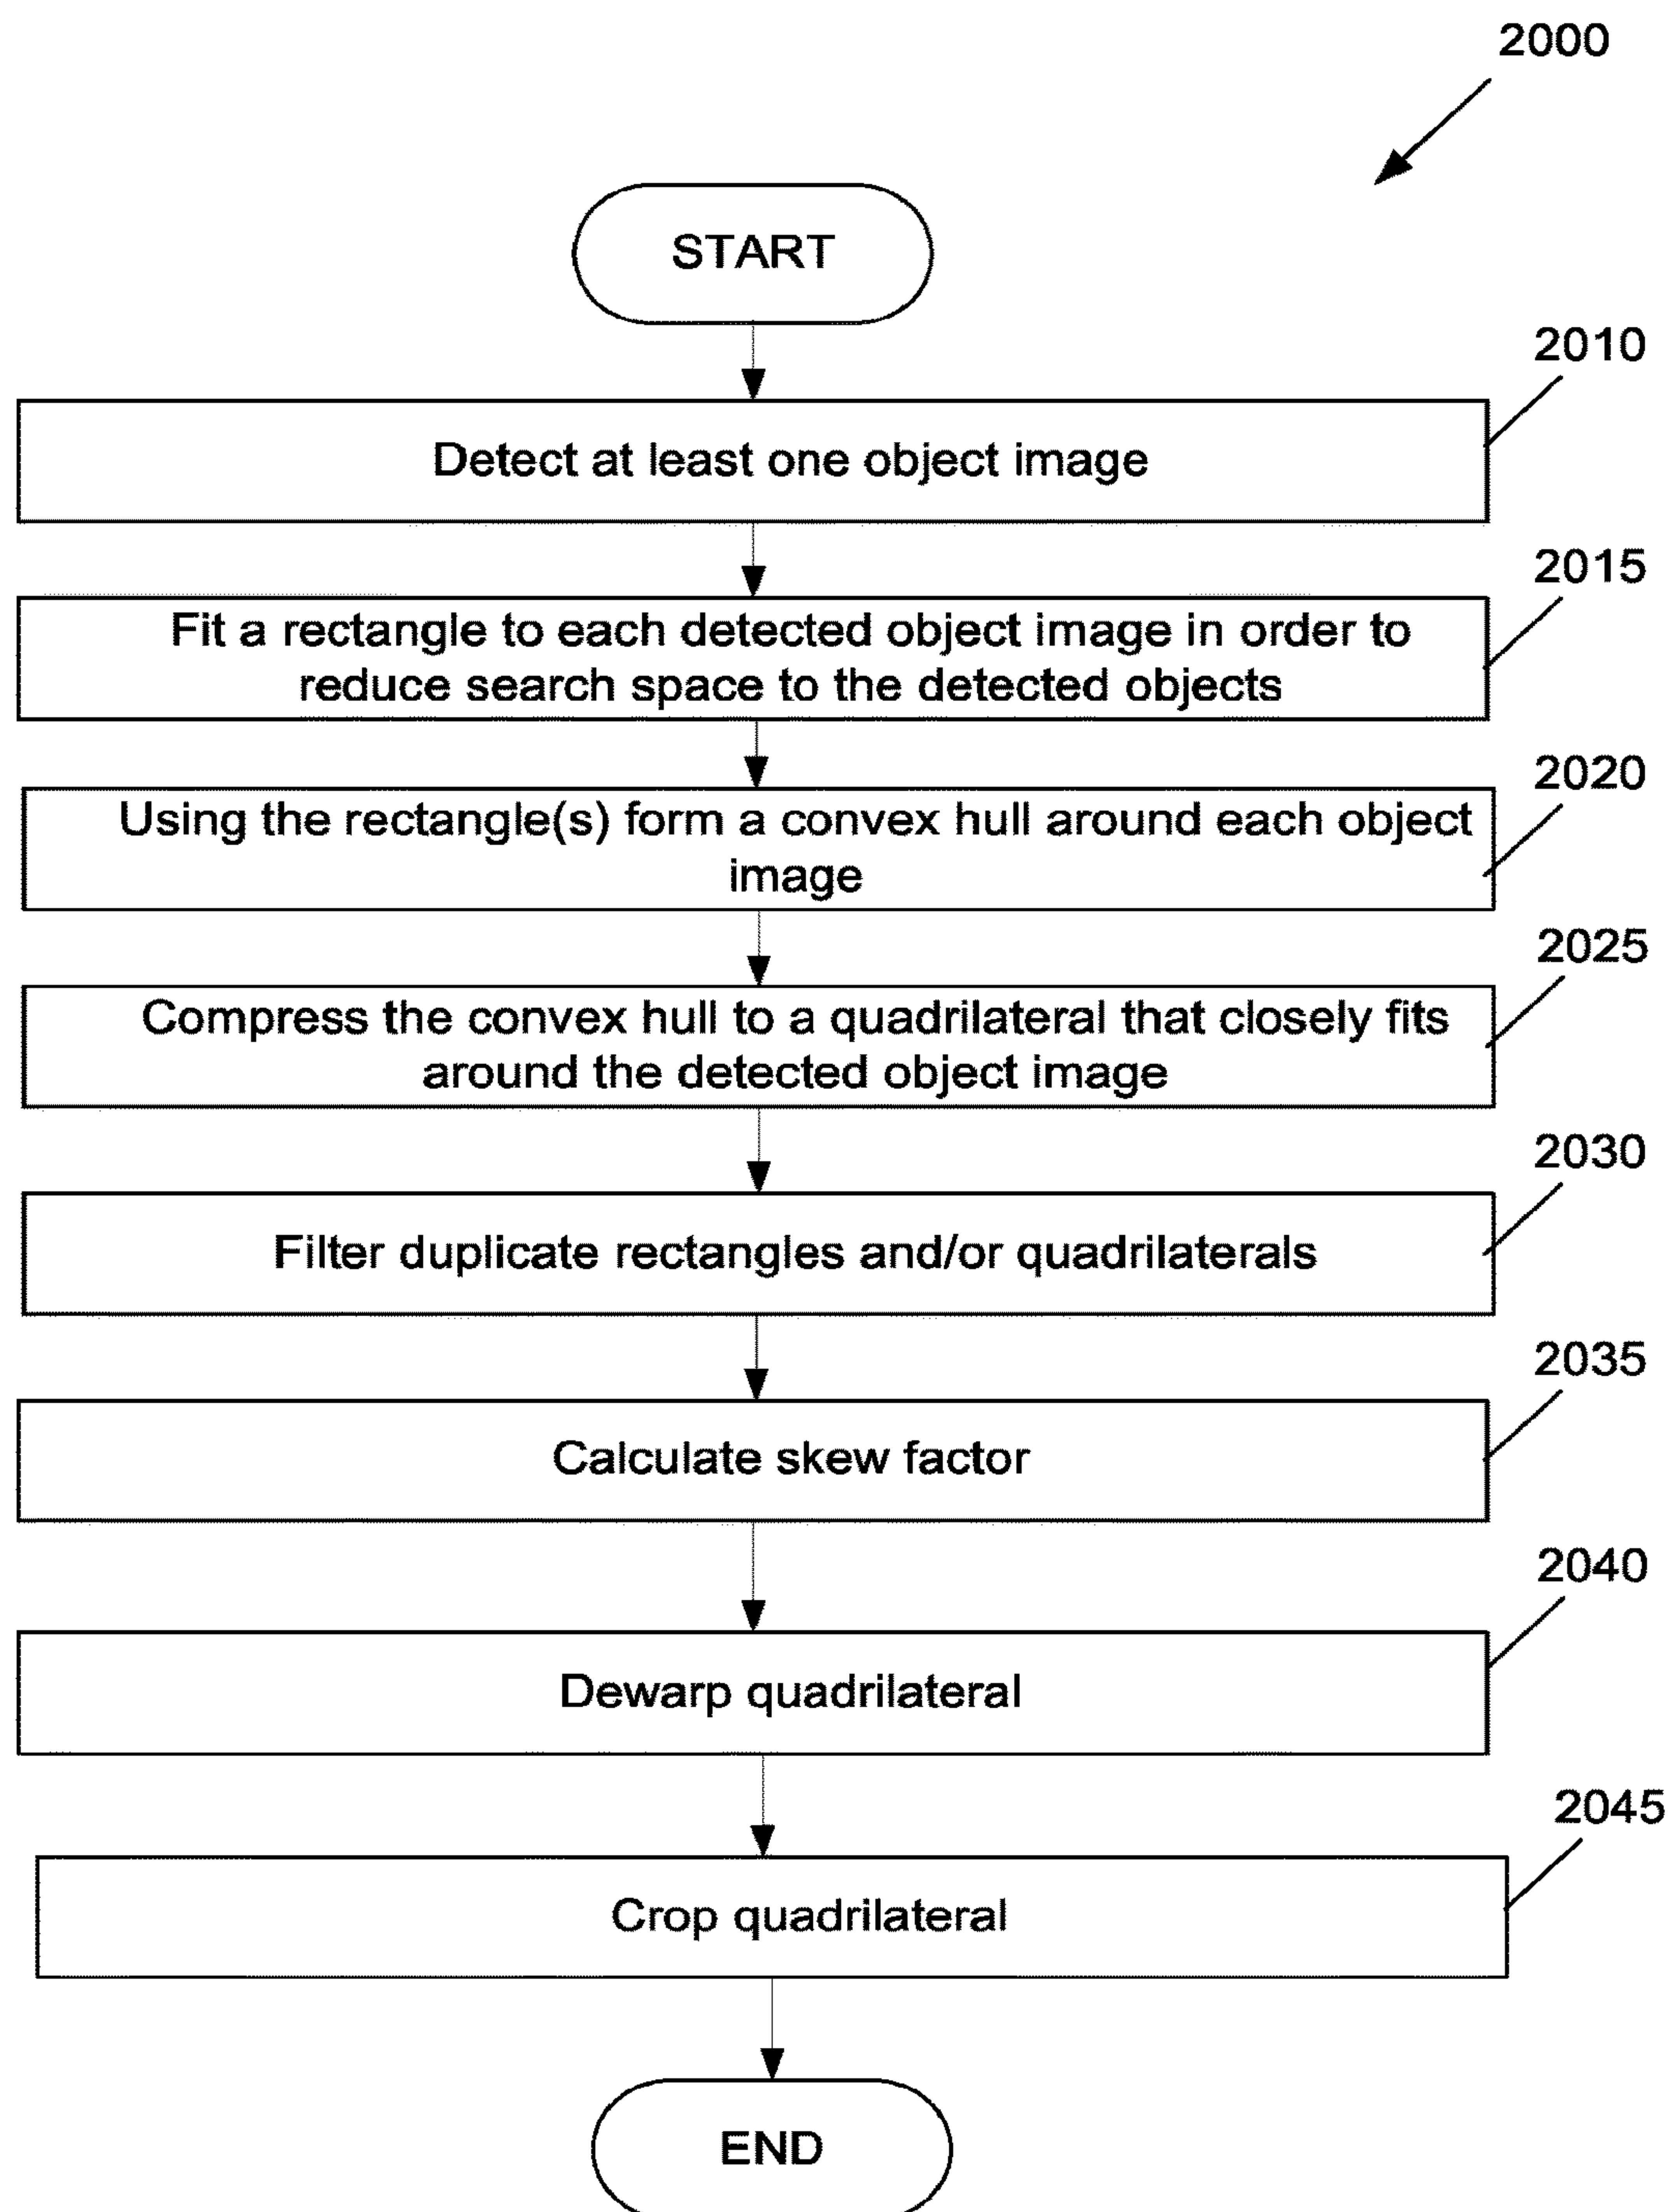 2000
START
2010
Detect at least one object image
2015
Fit a rectangle to each detected object image in order to
reduce search space to the detected objects
2020
Using the rectangle(s) form a convex hull around each object
image
2025
Compress the convex hull to a quadrilateral that closely fits
around the detected object image
2030
Filter duplicate rectangles and/or quadrilaterals
2035
Calculate skew factor
2040
Dewarp quadrilateral
2045
Crop quadrilateral
END